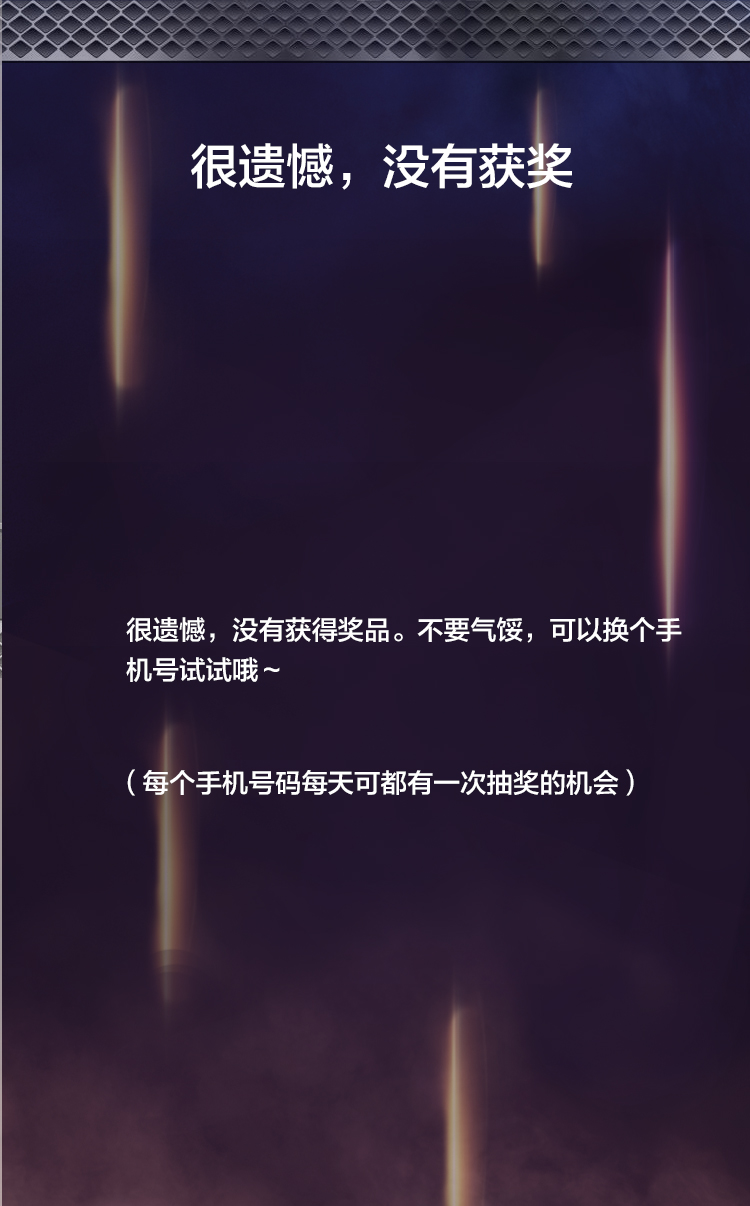 很遗憾，没有获奖
很遗憾，没有获得奖品。不要气馁，可以换个手
机号试试哦~
（每个手机号码每天可都有一次抽奖的机会）